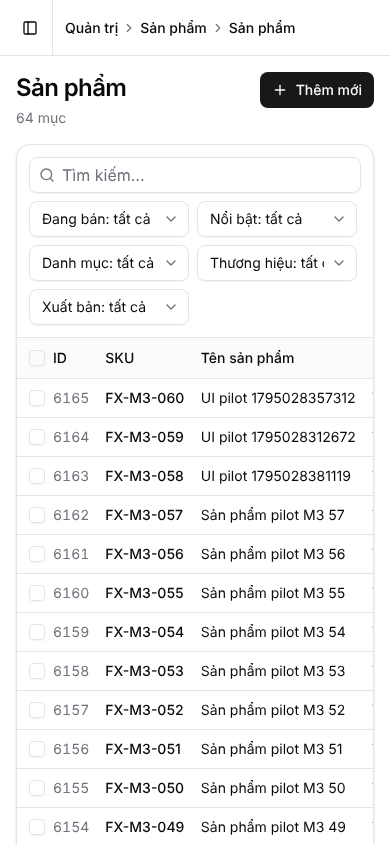 Quản trị > Sản phẩm > Sản phẩm
Sản phẩm
+ Thêm mới
64 mục
Tìm kiếm...
Đang bán: tất cả
Nổi bật: tất cả
Danh mục: tất cả
Thương hiệu: tất
Xuất bản: tất cả
ID SKU Tên sản phẩm
6165 FX-M3-060 UI pilot 1795028357312
6164 FX-M3-059 UI pilot 1795028312672
6163 FX-M3-058 UI pilot 1795028381119
6162 FX-M3-057 Sản phẩm pilot M3 57
6161 FX-M3-056 Sản phẩm pilot M3 56
6160 FX-M3-055 Sản phẩm pilot M3 55
6159 FX-M3-054 Sản phẩm pilot M3 54
6158 FX-M3-053 Sản phẩm pilot M3 53
6157 FX-M3-052 Sản phẩm pilot M3 52
6156 FX-M3-051 Sản phẩm pilot M3 51
6155 FX-M3-050 Sản phẩm pilot M3 50
6154 FX-M3-049 Sản phẩm pilot M3 49